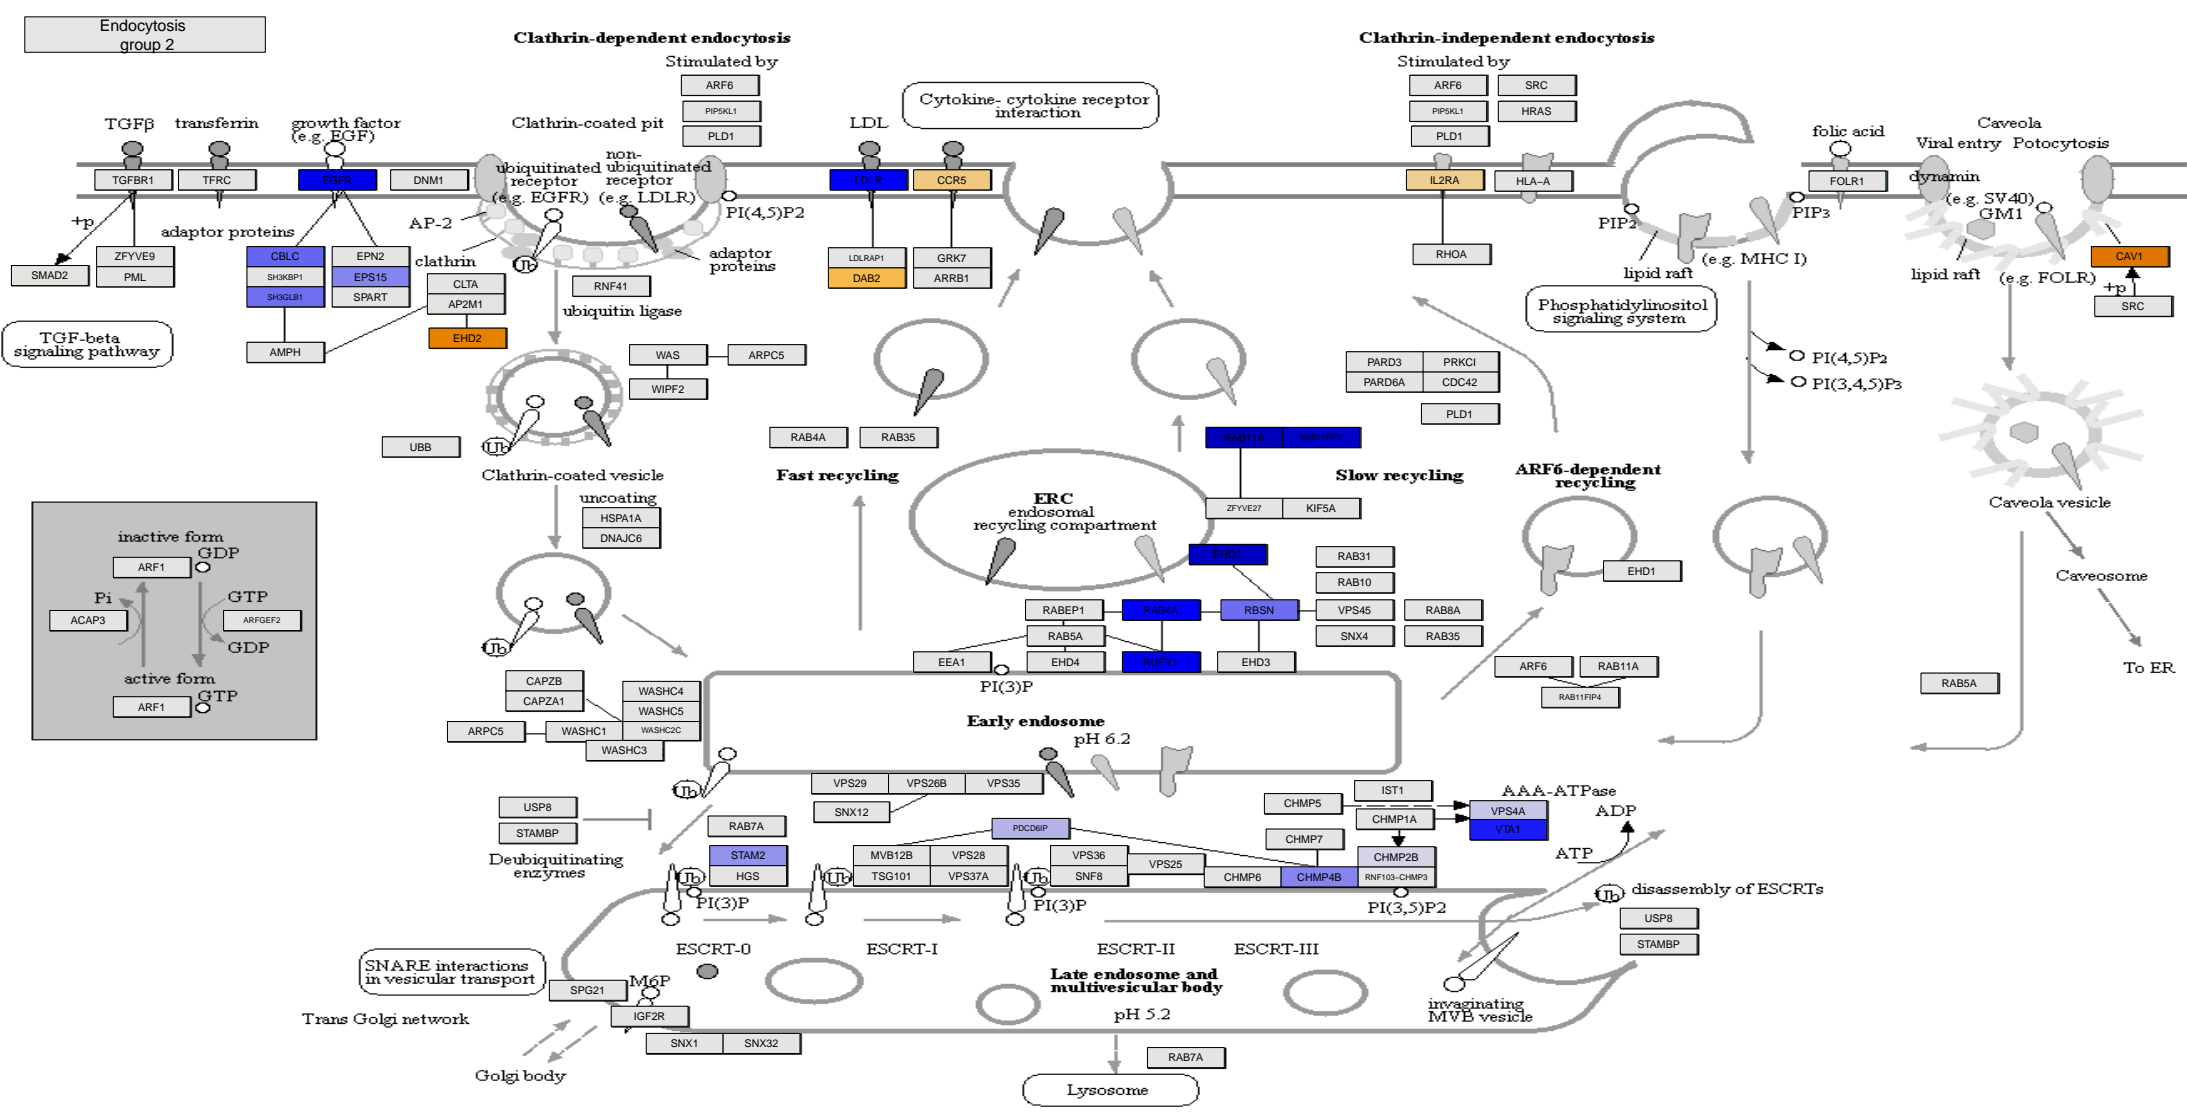 Endocytosis
group 2
Clathrin-dependent endocytosis
Stimulated by
ARF6
PIP5KL1
PLD1
Clathrin-independent endocytosis
Stimulated by
ARF6
SRC
PIP5KL1
HRAS
PLD1
Cytokine- cytokine receptor
interaction
TGFβ
transferrin
growth factor
(e.g. EGF)
Clathrin-coated pit
LDL
folic acid
Caveola
Viral entry Potocytosis
ubiquitinated
receptor
(e.g. EGFR)
non-
ubiquitinated
receptor
(e.g. LDLR)
TGFBR1
TFRC
EGFR
DNM1
LDLR
CCR5
IL2RA
HLA-A
FOLR1
dynamin
(e.g. SV40)
GM1
+p
adaptor proteins
AP-2
clathrin
PI(4,5)P2
adaptor
proteins
PIP2
PIP3
lipid raft
(e.g. MHC I)
lipid raft
(e.g. FOLR)
SMAD2
ZFYVE9
PML
CBLC
SH3KBP1
SH3GLB1
EPN2
EPS15
SPART
CLTA
AP2M1
EHD2
AMPH
Ub
RNF41
ubiquitin ligase
LDLRAP1
DAB2
GRK7
ARRB1
RHOA
CAV1
+p
SRC
TGF-beta
signaling pathway
Phosphatidylinositol
signaling system
WAS
ARPC5
WIPF2
PARD3
PRKCI
PARD6A
CDC42
PLD1
PI(4,5)P2
PI(3,4,5)P3
UBB
Ub
Clathrin-coated vesicle
RAB4A
RAB35
Fast recycling
RAB11A
Slow recycling
ARF6-dependent
recycling
Caveola vesicle
uncoating
HSPA1A
DNAJC6
ERC
endosomal
recycling compartment
ZFYVE27
KIF5A
EHD1
RAB31
RAB10
EHD1
Caveosome
To ER
inactive form
GDP
ARF1
Pi
GTP
ACAP3
ARFGEF2
GDP
active form
GTP
ARF1
Ub
RABEP1
RAB4A
RBSN
VPS45
RAB8A
RAB5A
SNX4
RAB35
EEA1
EHD4
RUFY1
EHD3
PI(3)P
ARF6
RAB11A
RAB11FIP4
RAB5A
CAPZB
CAPZA1
WASHC4
WASHC5
ARPC5
WASHC1
WASHC2C
WASHC3
Early endosome
pH 6.2
Ub
VPS29
VPS26B
VPS35
SNX12
USP8
STAMBP
Deubiquitinating
enzymes
RAB7A
STAM2
HGS
PDCD6IP
MVB12B
VPS28
TSG101
VPS37A
VPS36
SNF8
VPS25
CHMP5
IST1
CHMP1A
CHMP7
CHMP2B
CHMP6
CHMP4B
RNF103-CHMP3
AAA-ATPase
VPS4A
VTA1
ADP
ATP
Ub
Ub
Ub
PI(3)P
PI(3)P
PI(3,5)P2
Ub
disassembly of ESCRTs
USP8
STAMBP
ESCRT-0
ESCRT-I
ESCRT-II
ESCRT-III
SNARE interactions
in vesicular transport
SPG21
M6P
IGF2R
SNX1
SNX32
Trans Golgi network
Golgi body
Late endosome and
multivesicular body
pH 5.2
invaginating
MVB vesicle
RAB7A
Lysosome